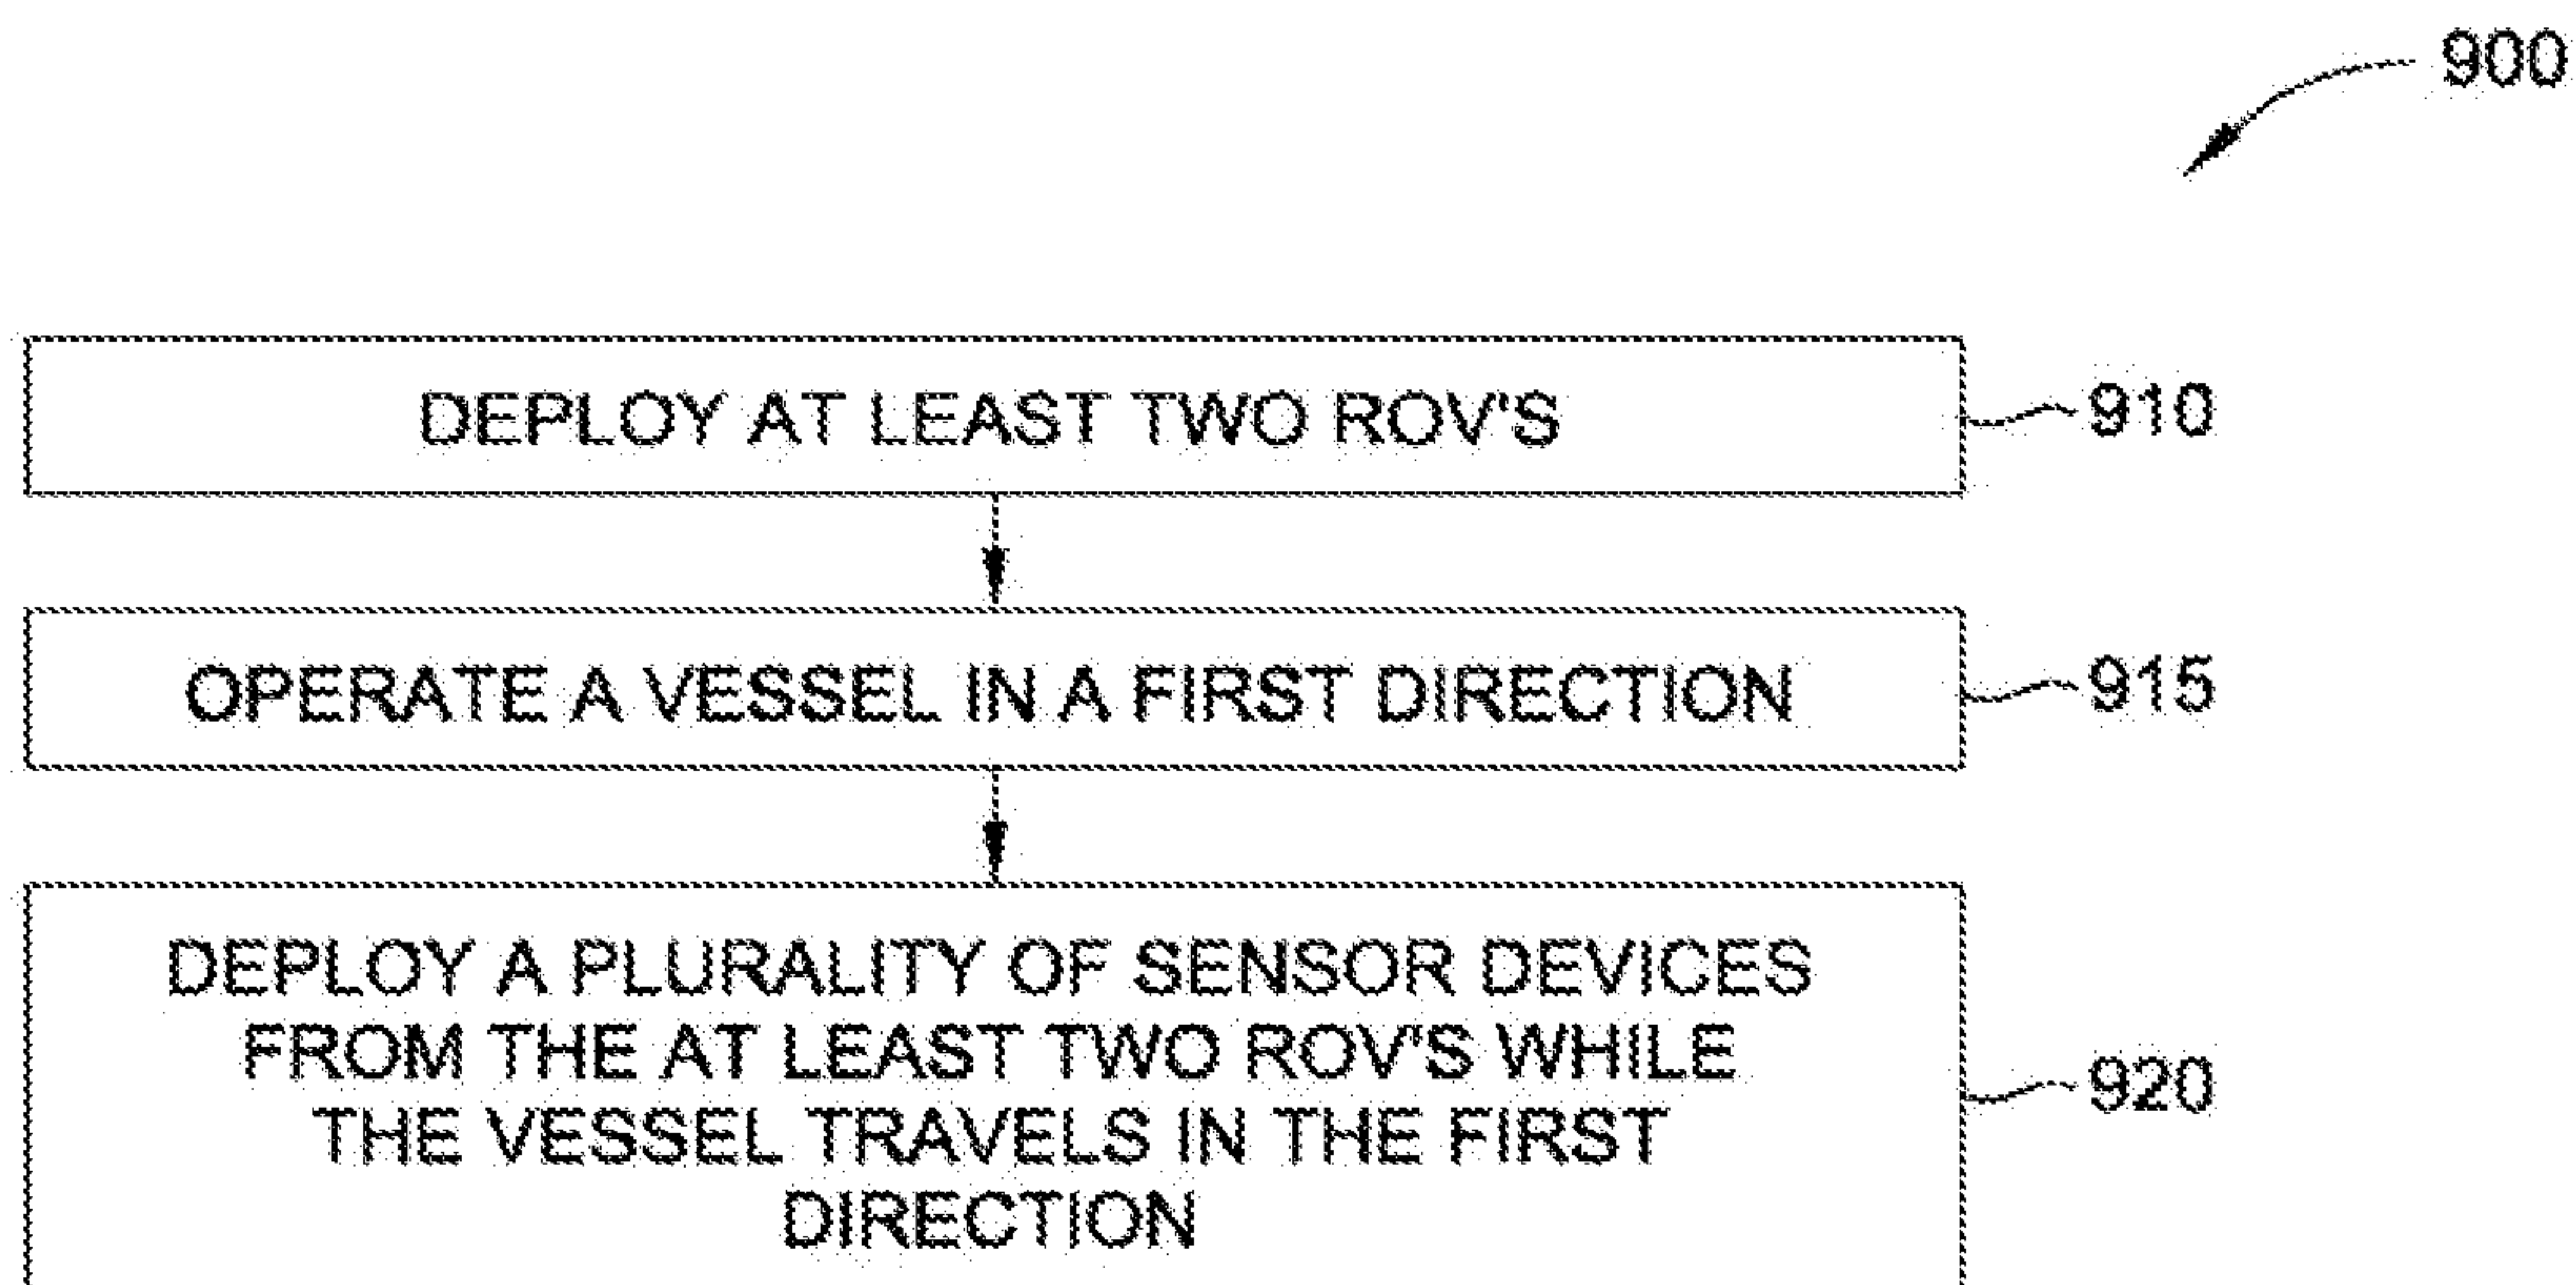 900
DEPLOY AT LEAST TWO ROV'S
910
OPERATE A VESSEL IN A FIRST DIRECTION
915
DEPLOY A PLURALITY OF SENSOR DEVICES
FROM THE AT LEAST TWO ROV'S WHILE
THE VESSEL TRAVELS IN THE FIRST
DIRECTION
920